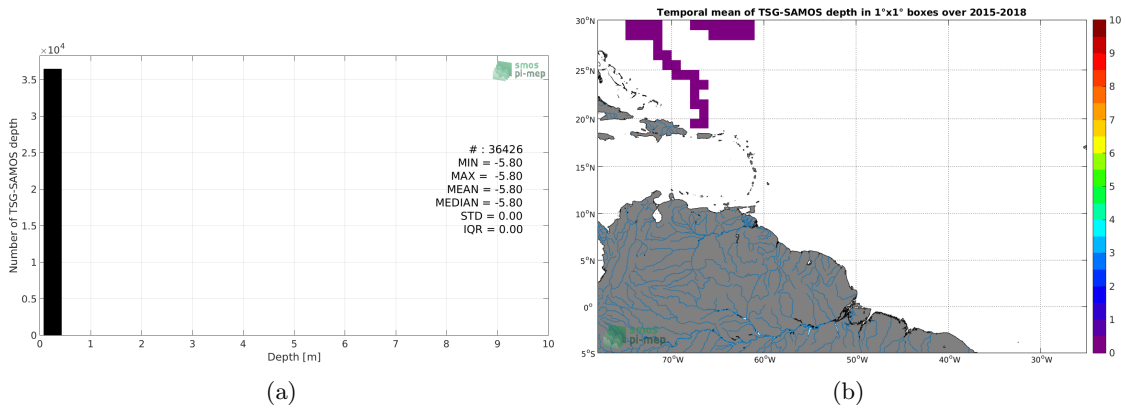 Temporal mean of TSG-SAMOS depth in 1°x1° boxes over 2015-2018
×10⁴
smos
pi-mep
3.5
3
2.5
2
1.5
1
0.5
0
Number of TSG-SAMOS depth
# : 36426
MIN = -5.80
MAX = -5.80
MEAN = -5.80
MEDIAN = -5.80
STD = 0.00
IQR = 0.00
0 1 2 3 4 5 6 7 8 9 10
Depth [m]
(a)
30°N
25°N
20°N
15°N
10°N
5°N
0°
5°S
70°W 60°W 50°W 40°W 30°W
smos
pi-mep
10
9
8
7
6
5
4
3
2
1
0
(b)